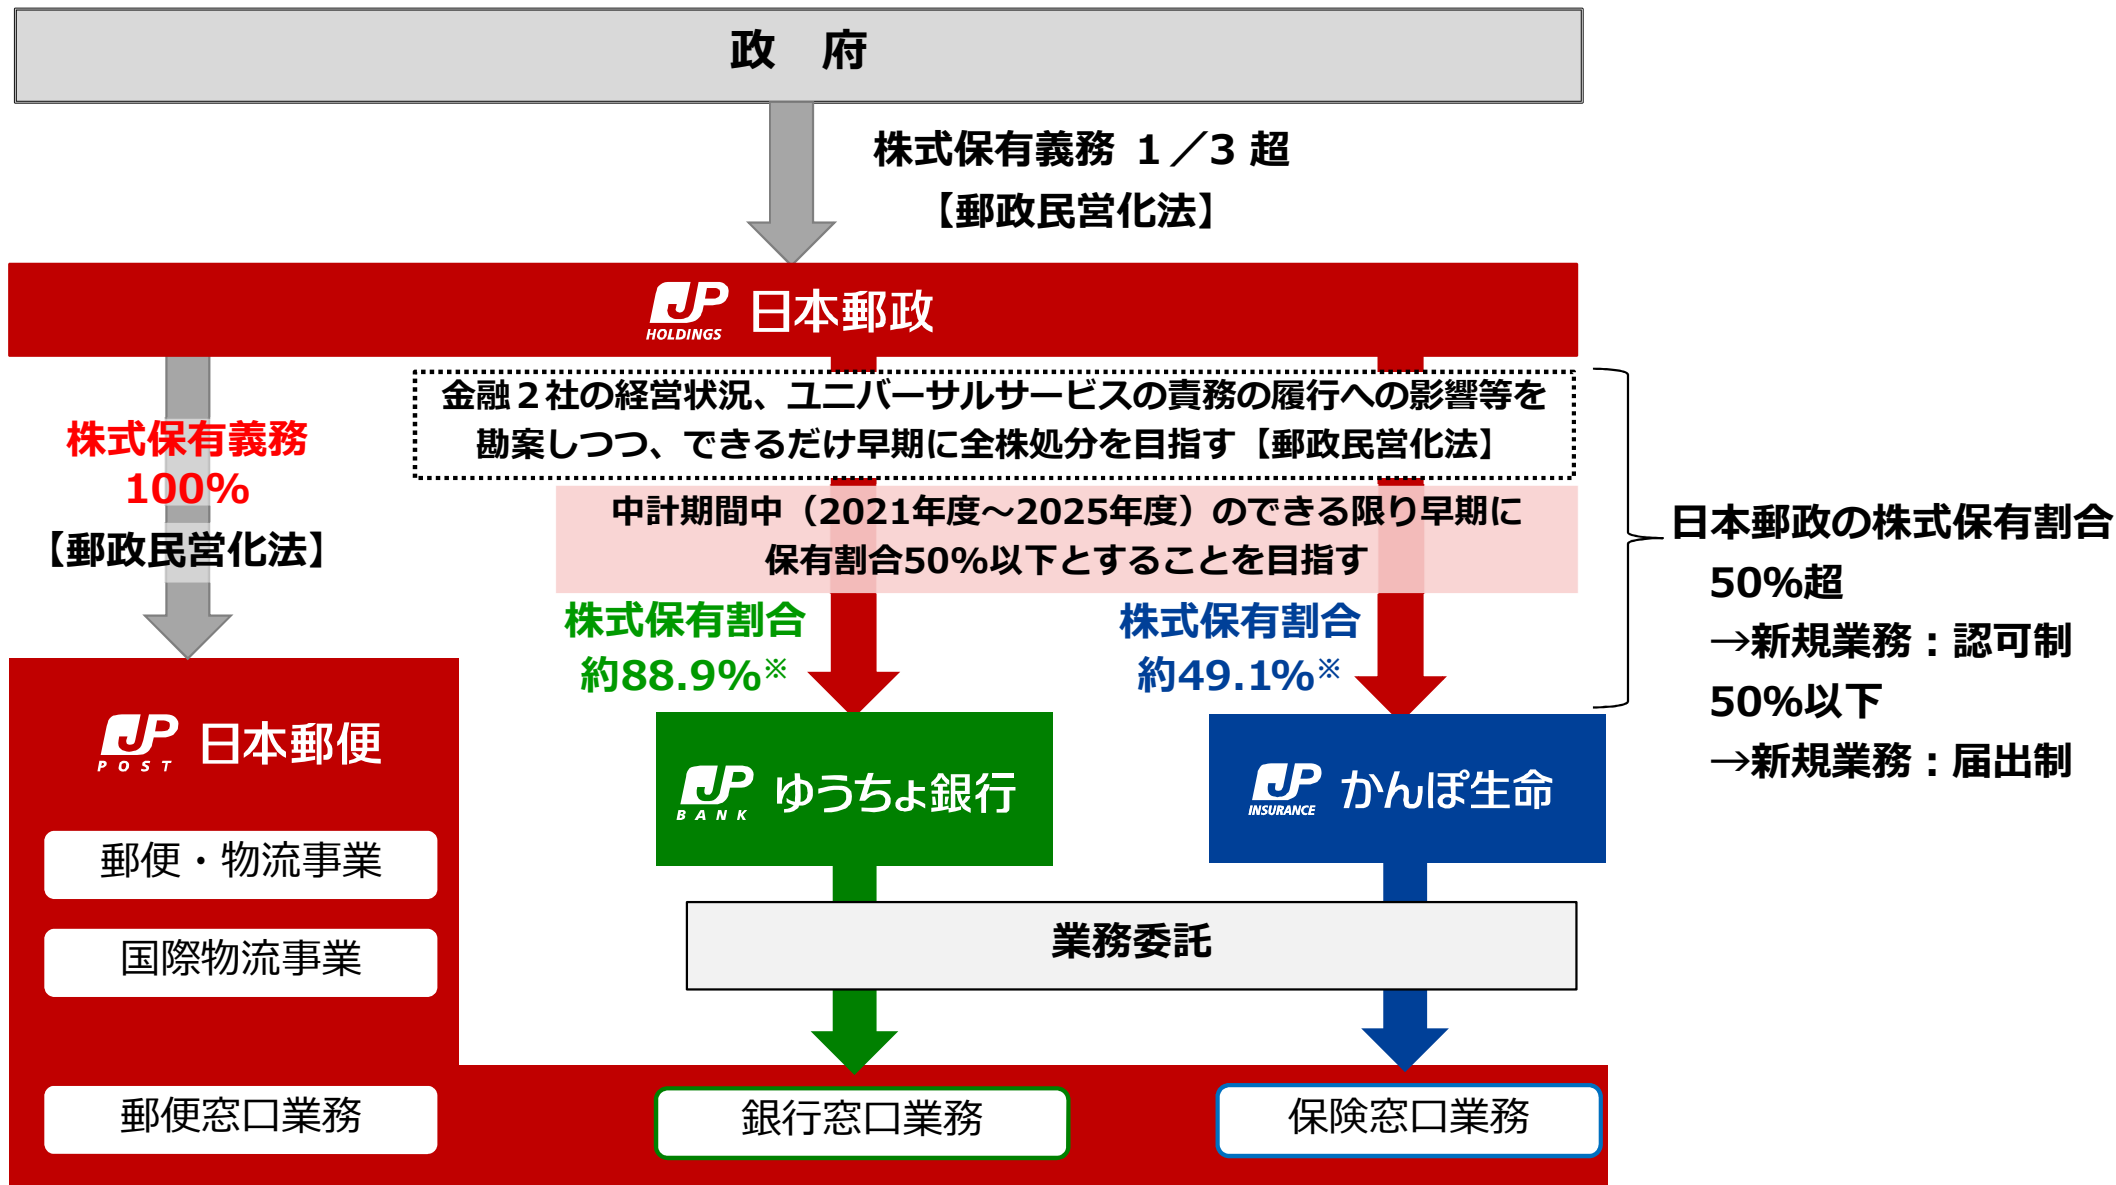 政　府
株式保有義務 １／3 超
【郵政民営化法】
JP HOLDINGS 日本郵政
金融２社の経営状況、ユニバーサルサービスの責務の履行への影響等を
勘案しつつ、できるだけ早期に全株処分を目指す【郵政民営化法】
株式保有義務
100%
【郵政民営化法】
中計期間中（2021年度～2025年度）のできる限り早期に
保有割合50%以下とすることを目指す
株式保有割合
約88.9%※
株式保有割合
約49.1%※
日本郵政の株式保有割合
50%超
→新規業務：認可制
50%以下
→新規業務：届出制
JP POST 日本郵便
JP BANK ゆうちょ銀行
JP INSURANCE かんぽ生命
郵便・物流事業
国際物流事業
業務委託
郵便窓口業務
銀行窓口業務
保険窓口業務